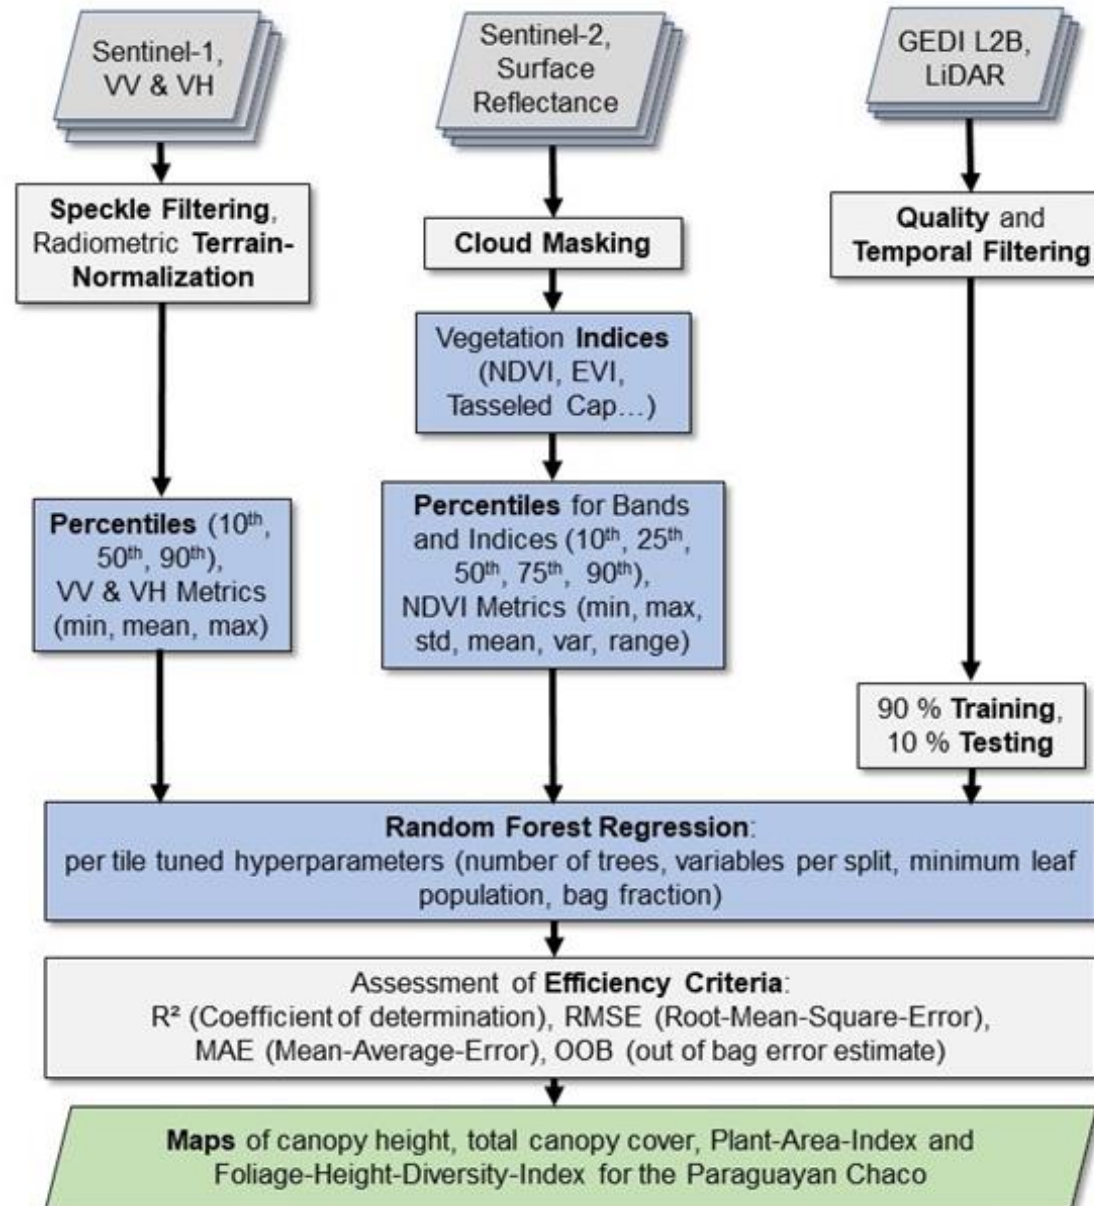 Sentinel-1,
VV & VH
Sentinel-2,
Surface
Reflectance
GEDI L2B,
LiDAR
Speckle Filtering,
Radiometric Terrain-
Normalization
Cloud Masking
Quality and
Temporal Filtering
Vegetation Indices
(NDVI, EVI,
Tasseled Cap…)
Percentiles (10th,
50th, 90th),
VV & VH Metrics
(min, mean, max)
Percentiles for Bands
and Indices (10th, 25th,
50th, 75th, 90th),
NDVI Metrics (min, max,
std, mean, var, range)
90 % Training,
10 % Testing
Random Forest Regression:
per tile tuned hyperparameters (number of trees, variables per split, minimum leaf
population, bag fraction)
Assessment of Efficiency Criteria:
R² (Coefficient of determination), RMSE (Root-Mean-Square-Error),
MAE (Mean-Average-Error), OOB (out of bag error estimate)
Maps of canopy height, total canopy cover, Plant-Area-Index and
Foliage-Height-Diversity-Index for the Paraguayan Chaco